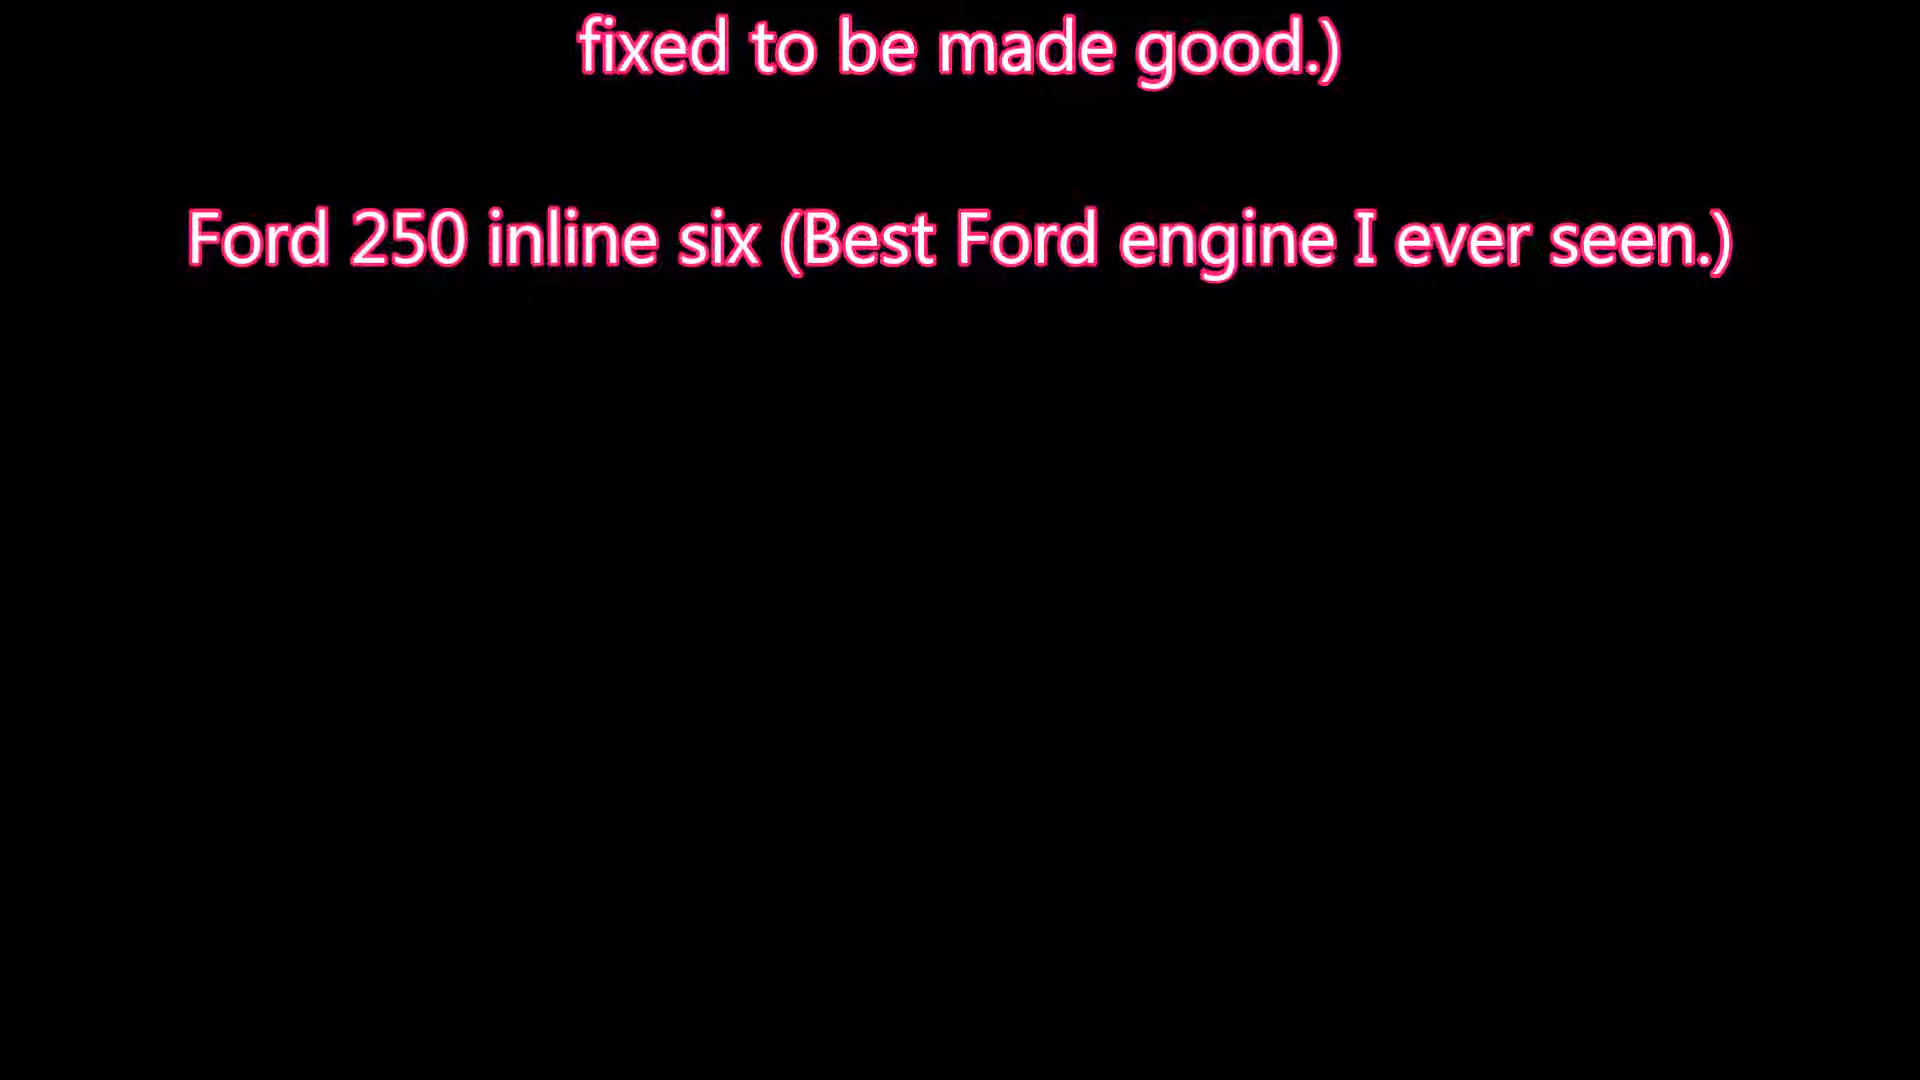 fixed to be made good.)
Ford 250 inline six (Best Ford engine I ever seen.)